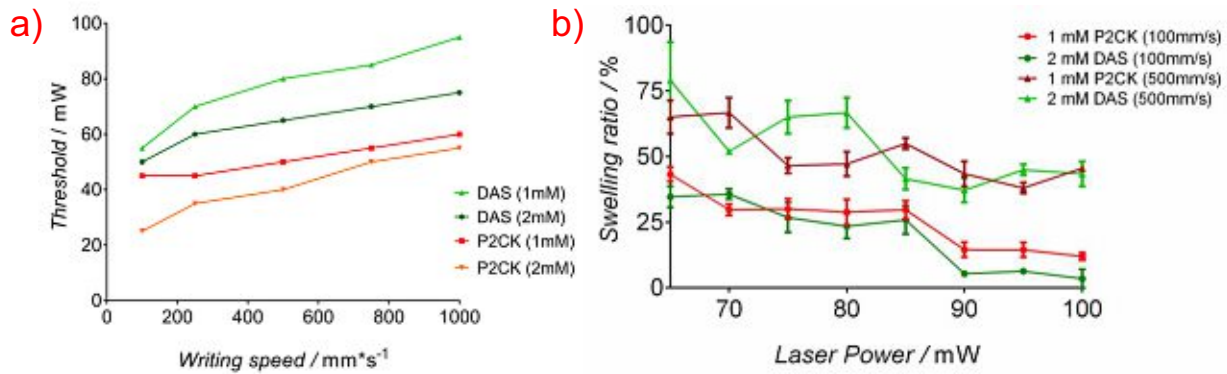 a)
100
80
60
40
20
0
Threshold / mW
0 200 400 600 800 1000
Writing speed / mm*s⁻¹
DAS (1mM)
DAS (2mM)
P2CK (1mM)
P2CK (2mM)
b)
100
75
50
25
0
Swelling ratio / %
70 80 90 100
Laser Power / mW
1 mM P2CK (100mm/s)
2 mM DAS (100mm/s)
1 mM P2CK (500mm/s)
2 mM DAS (500mm/s)